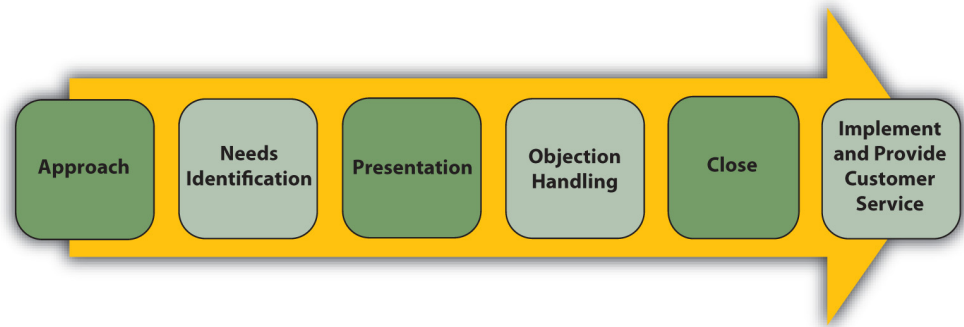 Approach
Needs
Identification
Presentation
Objection
Handling
Close
Implement
and Provide
Customer
Service